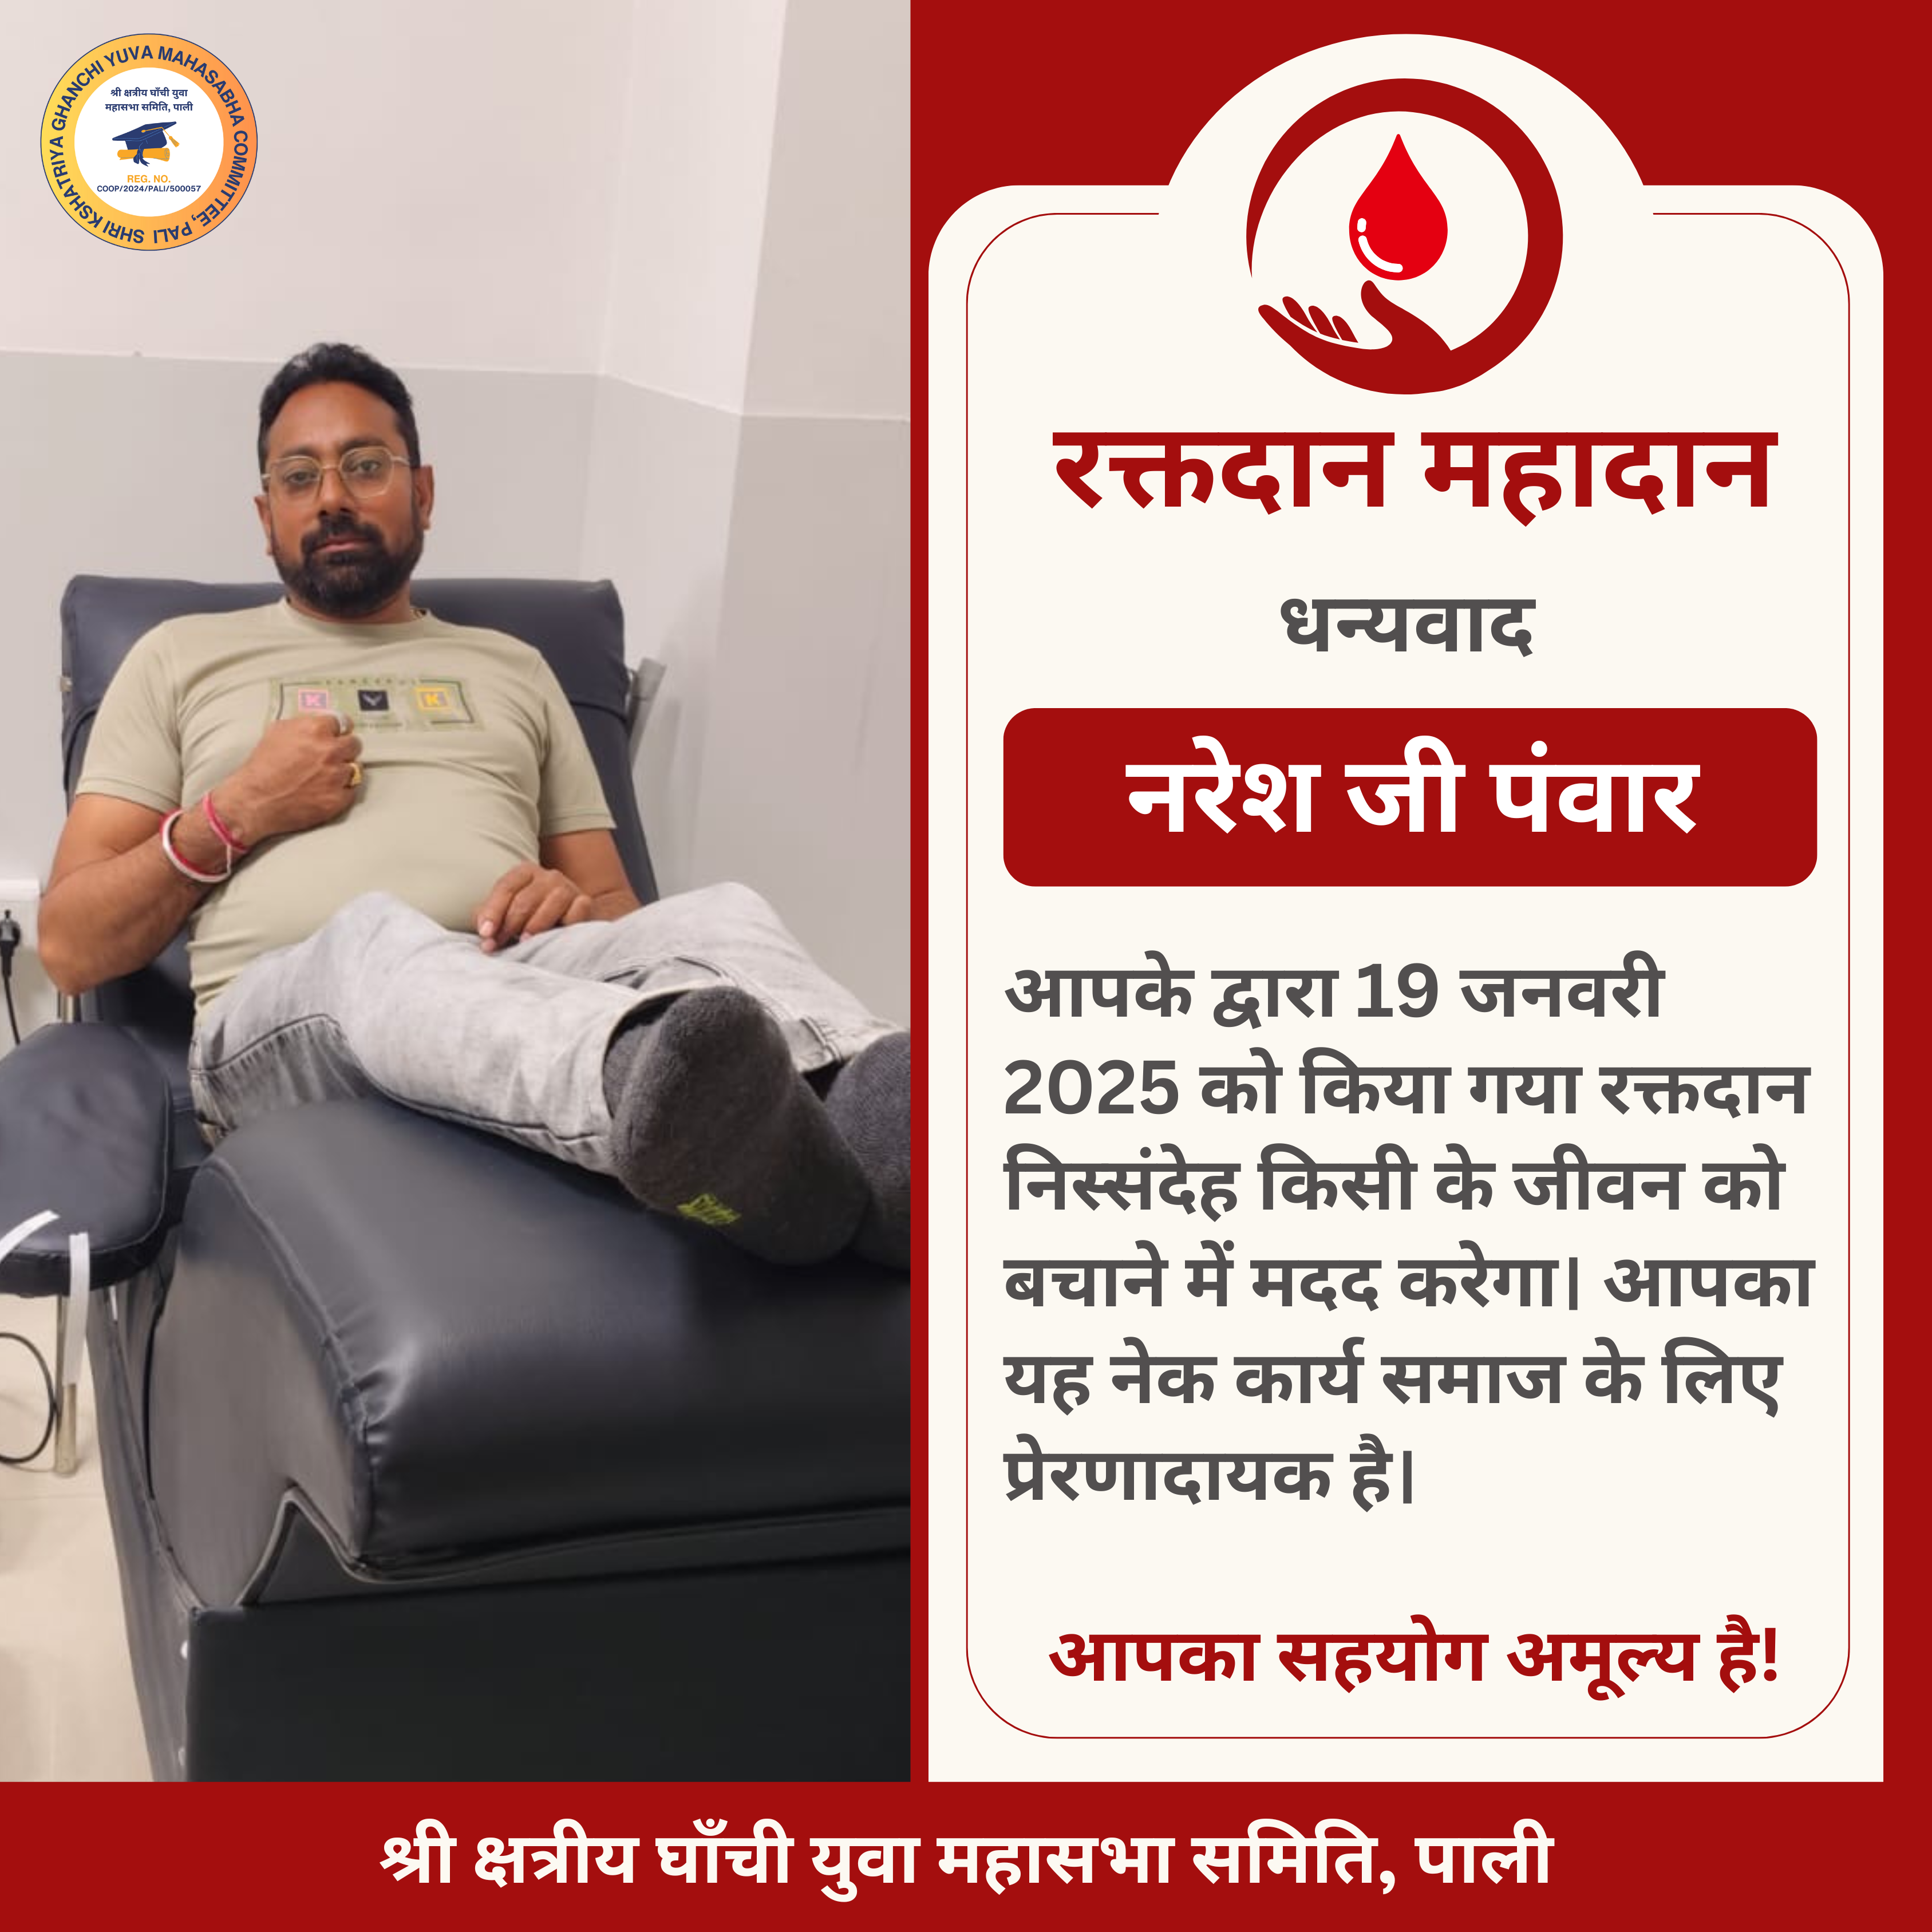 SHRI KSHATRIYA GHANCHI YUVA MAHASABHA COMMITTEE, PALI
श्री क्षत्रीय घाँची युवा
महासभा समिति, पाली
REG. NO.
COOP/2024/PALI/500057
K
K
रक्तदान महादान
धन्यवाद
नरेश जी पंवार
आपके द्वारा 19 जनवरी
2025 को किया गया रक्तदान
निस्संदेह किसी के जीवन को
बचाने में मदद करेगा| आपका
यह नेक कार्य समाज के लिए
प्रेरणादायक है|
आपका सहयोग अमूल्य है!
श्री क्षत्रीय घाँची युवा महासभा समिति, पाली